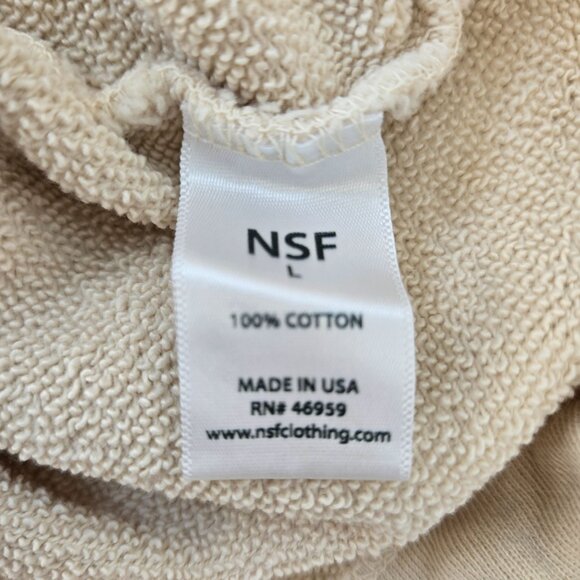 NSF
L
100% COTTON
MADE IN USA
RN# 46959
www.nsfclothing.com